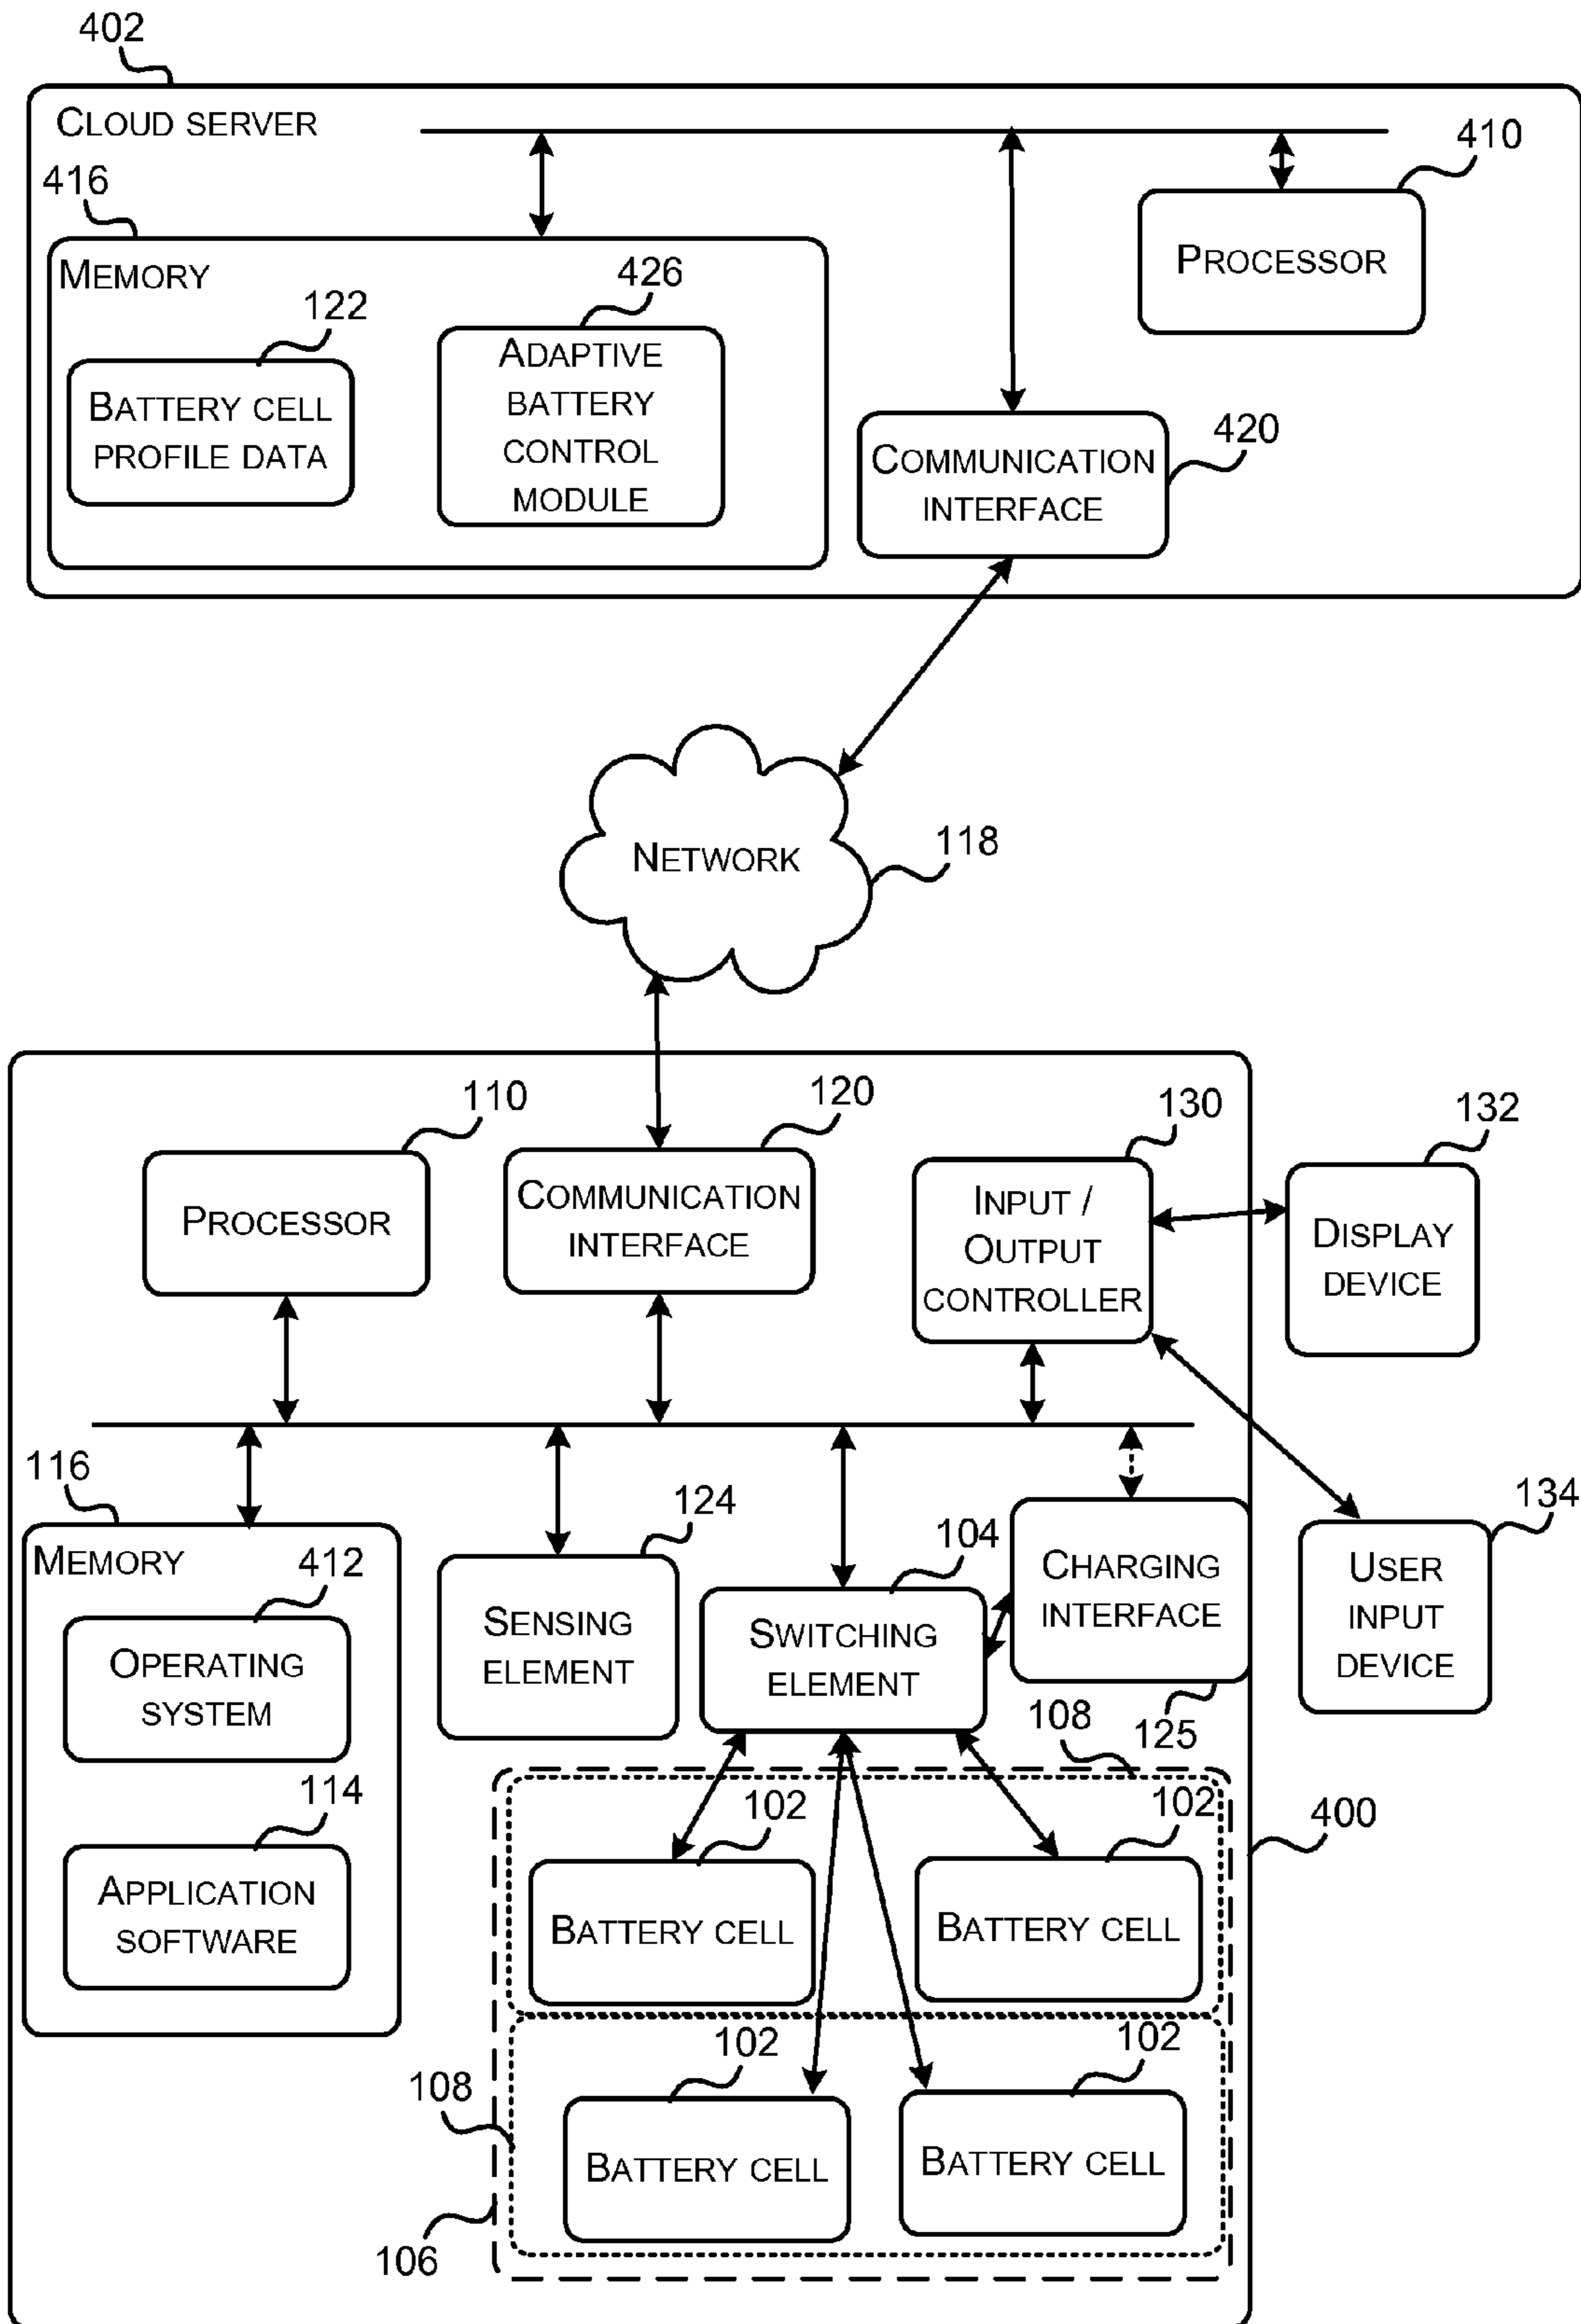 402
CLOUD SERVER
410
416
MEMORY
426
PROCESSOR
122
ADAPTIVE
BATTERY
CONTROL
MODULE
BATTERY CELL
PROFILE DATA
420
COMMUNICATION
INTERFACE
NETWORK
118
110
120
130
132
PROCESSOR
COMMUNICATION
INTERFACE
INPUT /
OUTPUT
CONTROLLER
DISPLAY
DEVICE
116
124
104
134
MEMORY
412
OPERATING
SYSTEM
SENSING
ELEMENT
SWITCHING
ELEMENT
CHARGING
INTERFACE
USER
INPUT
DEVICE
108
125
114
APPLICATION
SOFTWARE
102
102
400
BATTERY CELL
BATTERY CELL
102
102
108
BATTERY CELL
BATTERY CELL
106